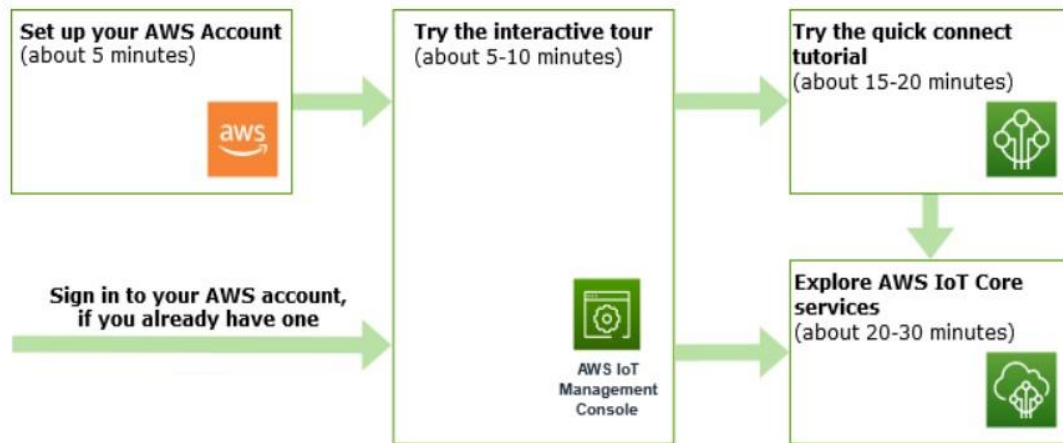 Set up your AWS Account
(about 5 minutes)
aws
Try the interactive tour
(about 5-10 minutes)
Try the quick connect
tutorial
(about 15-20 minutes)
Sign in to your AWS account,
if you already have one
AWS IoT
Management
Console
Explore AWS IoT Core
services
(about 20-30 minutes)